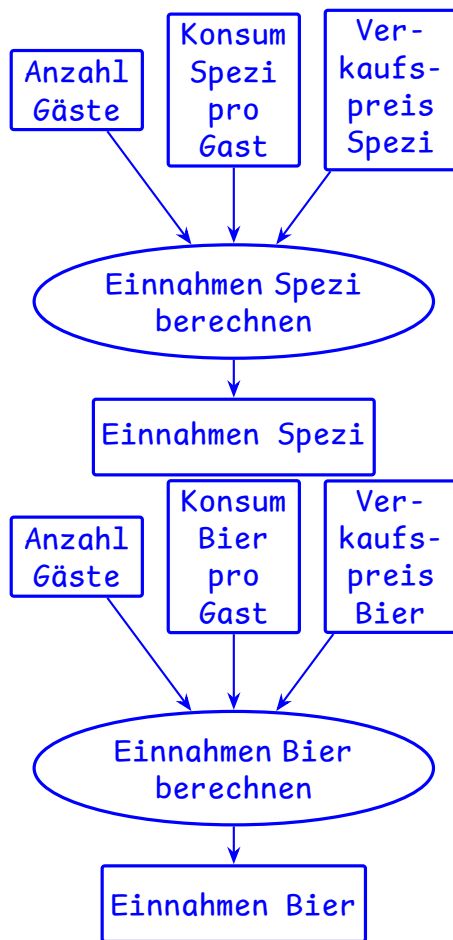 Anzahl
Gäste
Konsum
Spezi
pro
Gast
Ver-
kaufs-
preis
Spezi
Einnahmen Spezi
berechnen
Einnahmen Spezi
Anzahl
Gäste
Konsum
Bier
pro
Gast
Ver-
kaufs-
preis
Bier
Einnahmen Bier
berechnen
Einnahmen Bier